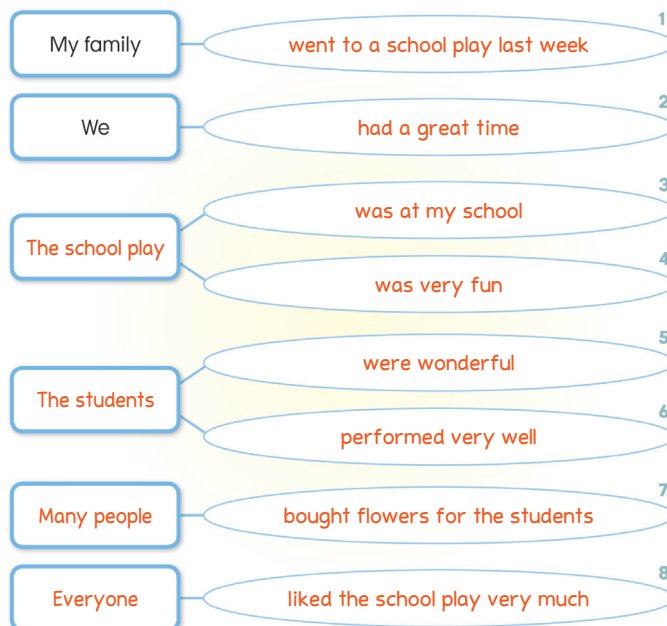 My family
went to a school play last week
1
We
had a great time
2
The school play
was at my school
3
was very fun
4
The students
were wonderful
5
performed very well
6
Many people
bought flowers for the students
7
Everyone
liked the school play very much
8